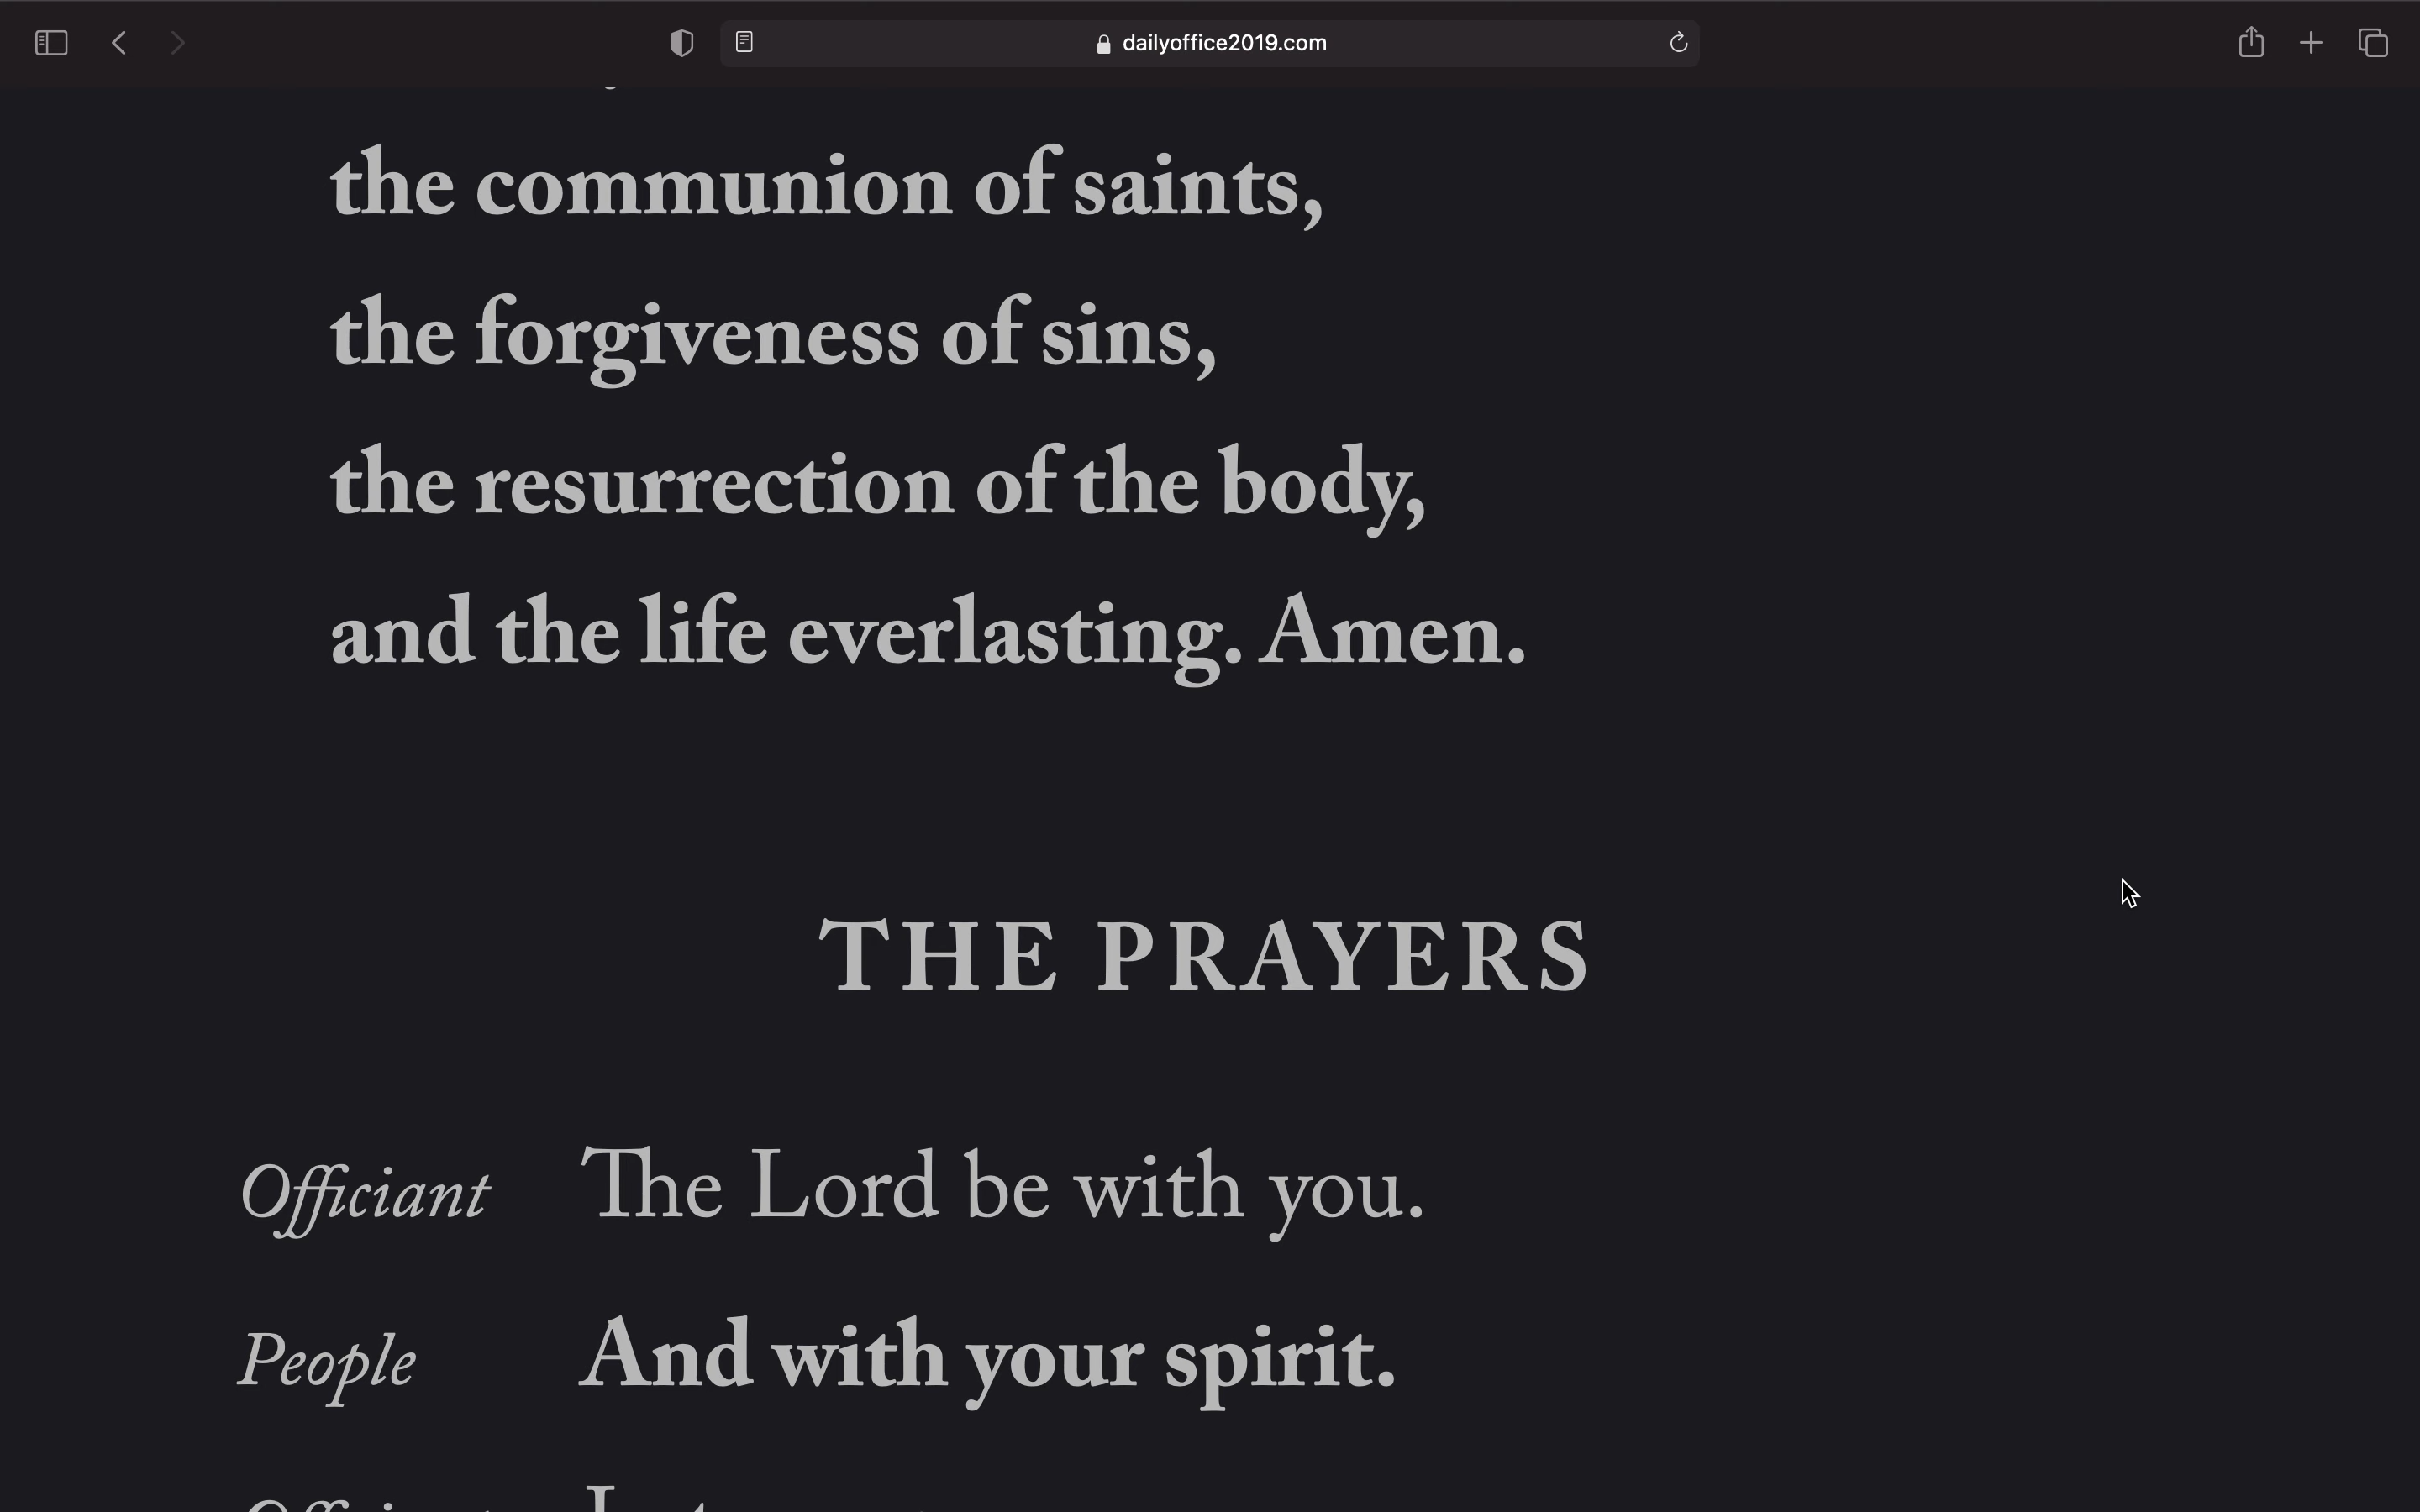 dailyoffice2019.com
the communion of saints,
the forgiveness of sins,
the resurrection of the body,
and the life everlasting. Amen.
THE PRAYERS
Officiant The Lord be with you.
People And with your spirit.